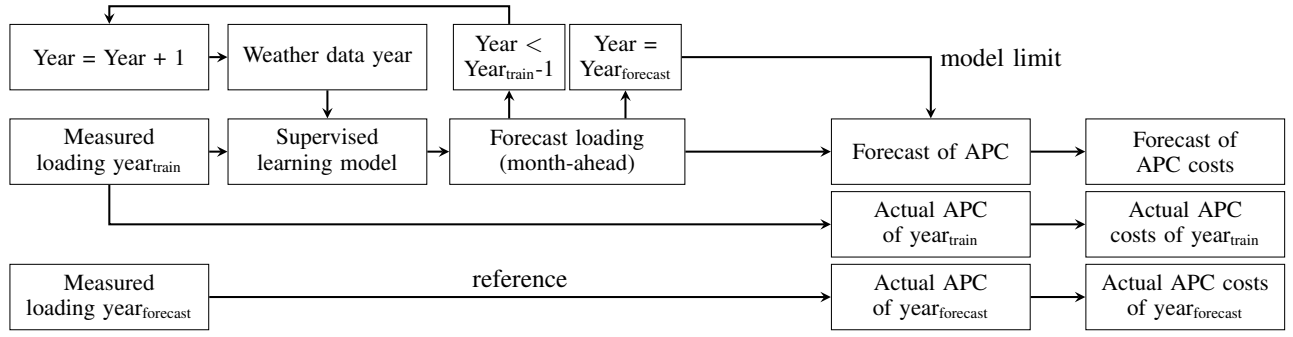 Year = Year + 1
Weather data year
Year <
Year_train-1
Year =
Year_forecast
model limit
Measured
loading year_train
Supervised
learning model
Forecast loading
(month-ahead)
Forecast of APC
Forecast of
APC costs
Actual APC
of year_train
Actual APC
costs of year_train
Measured
loading year_forecast
reference
Actual APC
of year_forecast
Actual APC costs
of year_forecast